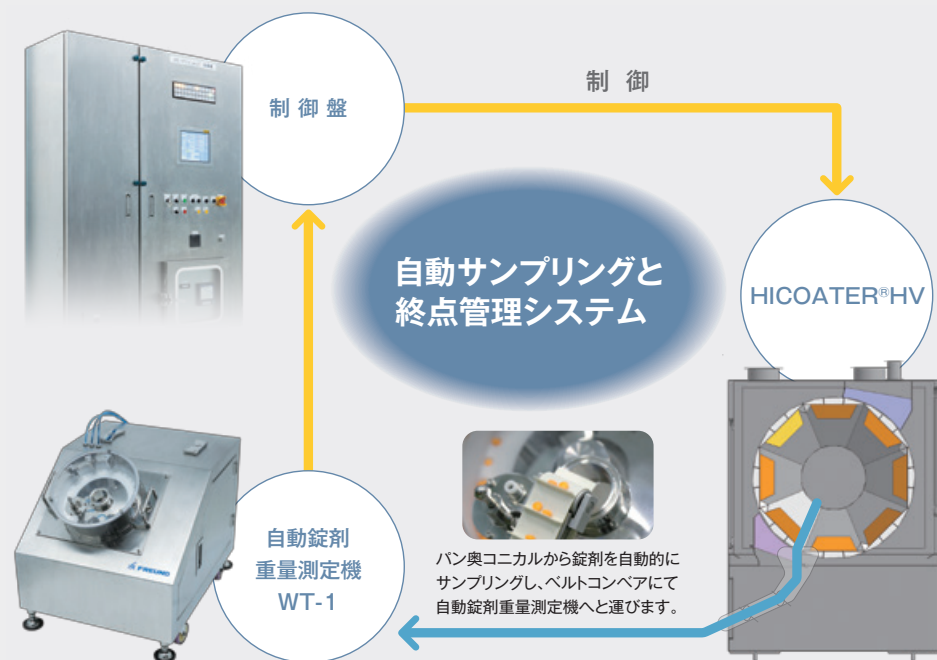 制御盤
制御
自動サンプリングと
終点管理システム
HICOATER®HV
自動錠剤
重量測定機
WT-1
パン奥コニカルから錠剤を自動的に
サンプリングし、ベルトコンベアにて
自動錠剤重量測定機へと運びます。
FREUND